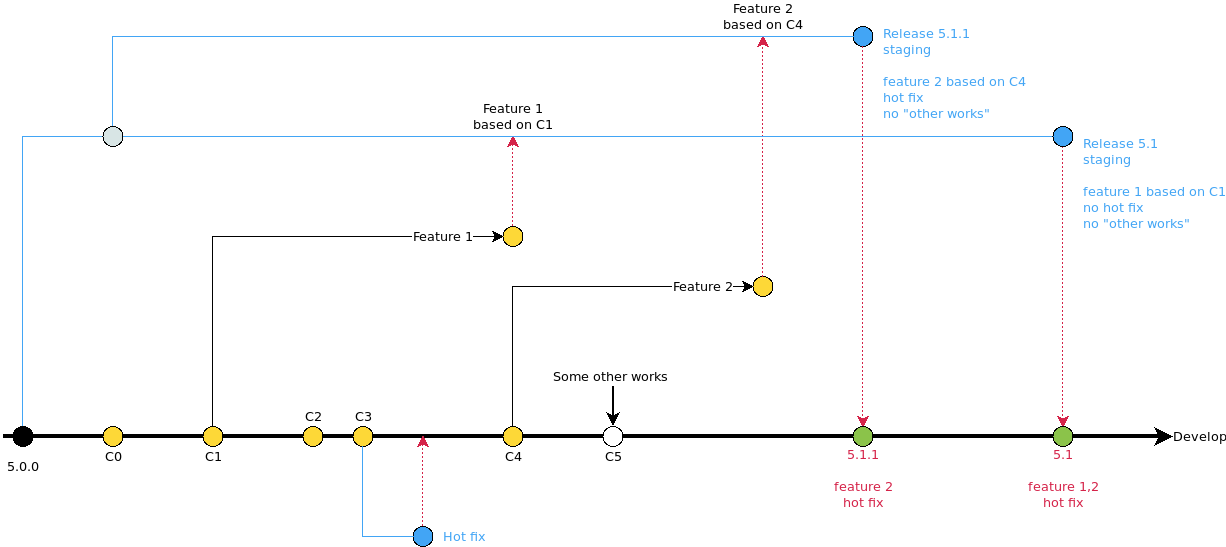 Feature 2
based on C4
Release 5.1.1
staging
feature 2 based on C4
hot fix
no "other works"
Feature 1
based on C1
Release 5.1
staging
feature 1 based on C1
no hot fix
no "other works"
Feature 1
Feature 2
Some other works
C2
C3
Develop
5.0.0
C0
C1
C4
C5
5.1.1
5.1
feature 2
hot fix
feature 1,2
hot fix
Hot fix